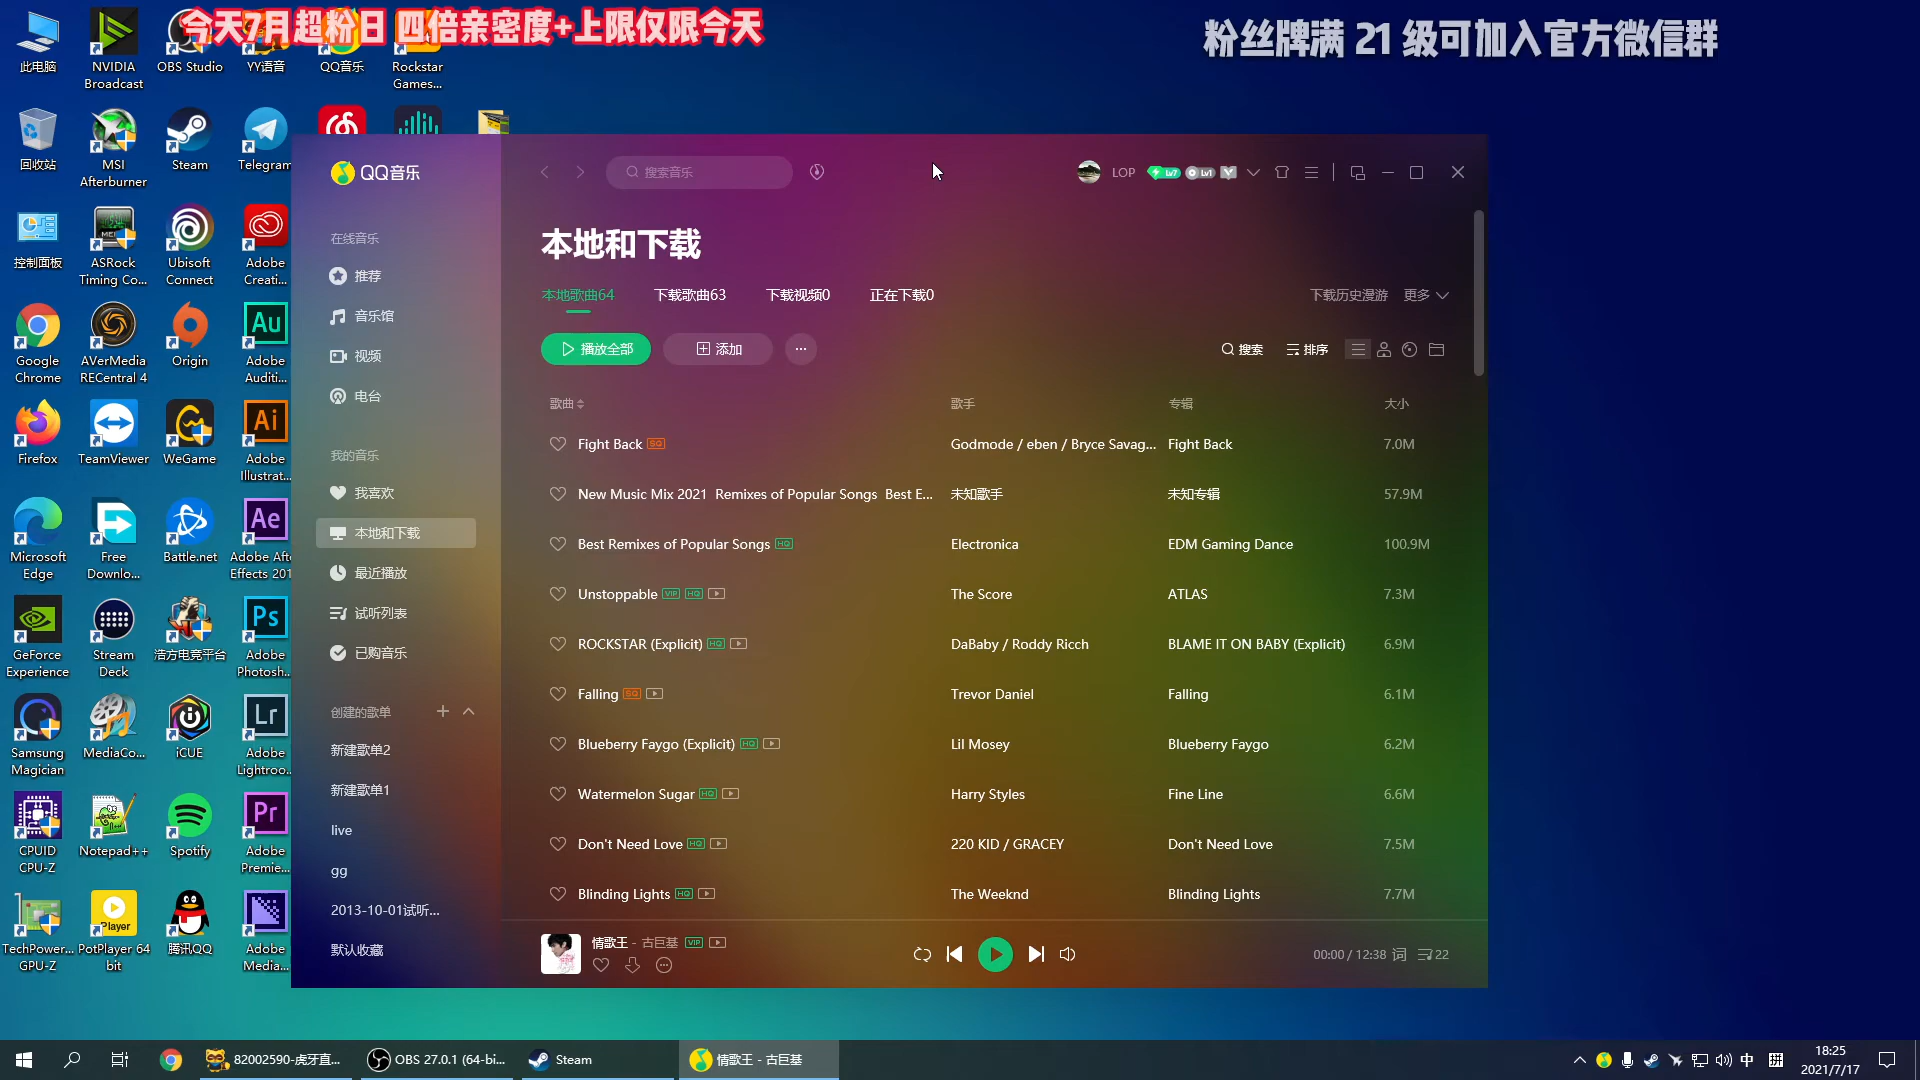 今天7月超粉日 四倍亲密度+上限仅限今天
粉丝牌满 21 级可加入官方微信群
此电脑
NVIDIA Broadcast
OBS Studio
YY语音
QQ音乐
Rockstar Games...
回收站
MSI Afterburner
Steam
Telegram
控制面板
ASRock Timing Co...
Ubisoft Connect
Adobe Creati...
Google Chrome
AVerMedia RECentral 4
Origin
Adobe Auditi...
Firefox
TeamViewer
WeGame
Adobe Illustrat...
Microsoft Edge
Free Downlo...
Battle.net
Adobe Aft Effects 201
GeForce Experience
Stream Deck
浩方电竞平台
Adobe Photosh...
Samsung Magician
MediaCo...
iCUE
Adobe Lightroo...
CPUID CPU-Z
Notepad++
Spotify
Adobe Premie...
TechPower... GPU-Z
PotPlayer 64 bit
腾讯QQ
Adobe Media...
QQ音乐
搜索音乐
LOP
Lv7
Lv1
在线音乐
推荐
音乐馆
视频
电台
我的音乐
我喜欢
本地和下载
最近播放
试听列表
已购音乐
创建的歌单
新建歌单2
新建歌单1
live
gg
2013-10-01试听...
默认收藏
本地和下载
本地歌曲64 下载歌曲63 下载视频0 正在下载0
下载历史漫游 更多
播放全部 添加 ...
搜索 排序
歌曲 歌手 专辑 大小
Fight Back SQ Godmode / eben / Bryce Savag... Fight Back 7.0M
New Music Mix 2021 Remixes of Popular Songs Best E... 未知歌手 未知专辑 57.9M
Best Remixes of Popular Songs HQ Electronica EDM Gaming Dance 100.9M
Unstoppable VIP HQ The Score ATLAS 7.3M
ROCKSTAR (Explicit) HQ DaBaby / Roddy Ricch BLAME IT ON BABY (Explicit) 6.9M
Falling SQ Trevor Daniel Falling 6.1M
Blueberry Faygo (Explicit) HQ Lil Mosey Blueberry Faygo 6.2M
Watermelon Sugar HQ Harry Styles Fine Line 6.6M
Don't Need Love HQ 220 KID / GRACEY Don't Need Love 7.5M
Blinding Lights HQ The Weeknd Blinding Lights 7.7M
情歌王 - 古巨基 VIP
00:00 / 12:38 词 22
82002590-虎牙直...
OBS 27.0.1 (64-bi...
Steam
情歌王 - 古巨基
中
18:25
2021/7/17